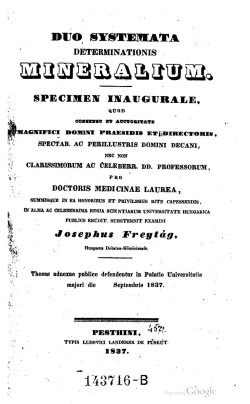 DUO SYSTEMATA
DETERMINATIONIS
MINERALIUM.
SPECIMEN INAUGURALE,
QUOD
CONSENSU ET AUCTORITATE
MAGNIFICI DOMINI PRAESIDIS ET DIRECTORIS,
SPECTAB. AC PERILLUSTRIS DOMINI DECANI,
NEC NON
CLARISSIMORUM AC CELEBERR. DD. PROFESSORUM,
PRO
DOCTORIS MEDICINAE LAUREA,
SUMMISQUE IN EA HONORIBUS ET PRIVILEGIIS RITE CAPESSENDIS,
IN ALMA AC CELEBERRIMA REGIA SCIENTIARUM UNIVERSITATE HUNGARICA
PUBLICO ERUDIT. SUBSTERNIT EXAMINI
Josephus Freytág,
Hungarus
Theses adnexae publice defendentur in Palatio Universitatis
majori die Septembris 1837.
PESTHINI,
TYPIS LUDOVICI LANDERER DE FÜSKÚT.
1837.
143716-B
Google